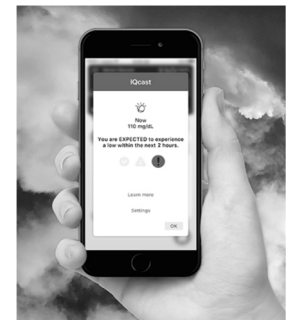 IQcast
Now
110 mg/dL
You are EXPECTED to experience
a low within the next 2 hours.
!
Learn more
Settings
OK